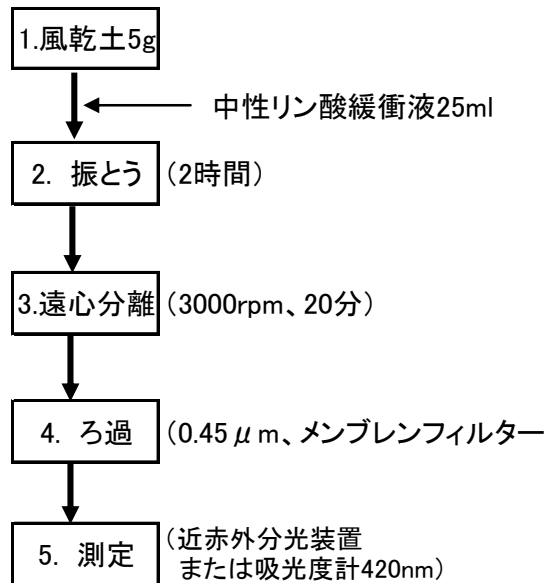 1.風乾土5g
中性リン酸緩衝液25ml
2. 振とう (2時間)
3.遠心分離 (3000rpm、20分)
4. ろ過 (0.45μm、メンブレンフィルター
5. 測定 (近赤外分光装置
または吸光度計420nm)